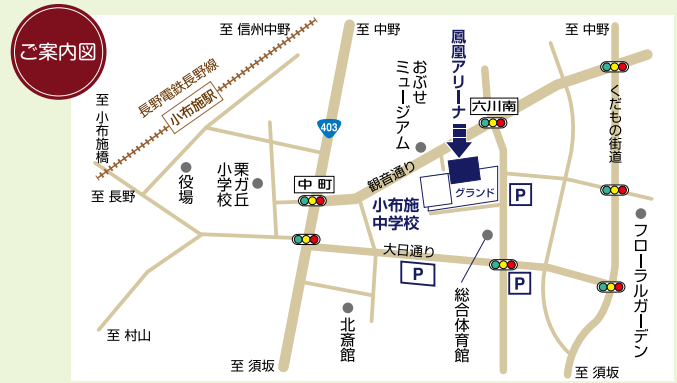 ご案内図
至 信州中野
至 中野
至 中野
鳳凰アリーナ
おぶせ
ミュージアム
長野電鉄長野線
小布施駅
至 小布施橋
403
六川南
くだもの街道
至 長野
役場
栗ガ丘
小学校
中町
観音通り
グランド
小布施
中学校
P
大日通り
P
P
総合体育館
フローラルガーデン
北斎館
至 村山
至 須坂
至 須坂